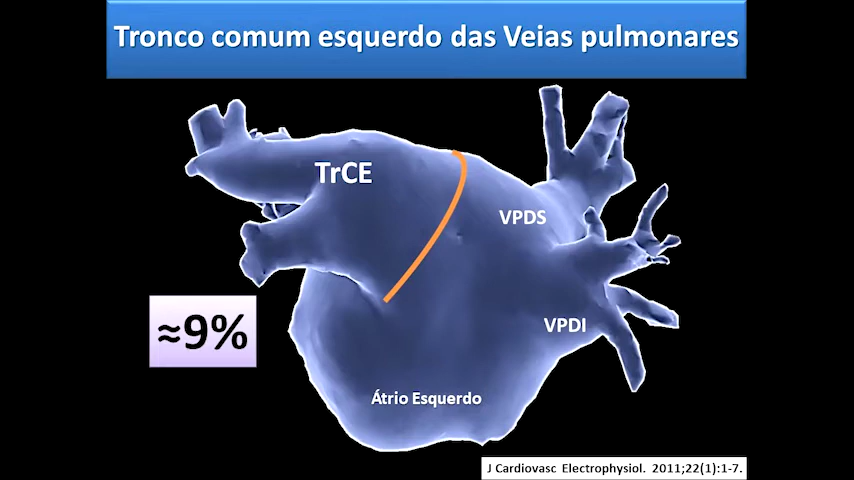 Tronco comum esquerdo das Veias pulmonares
TrCE
VPDS
≈9%
VPDI
Átrio Esquerdo
J Cardiovasc Electrophysiol. 2011;22(1):1-7.